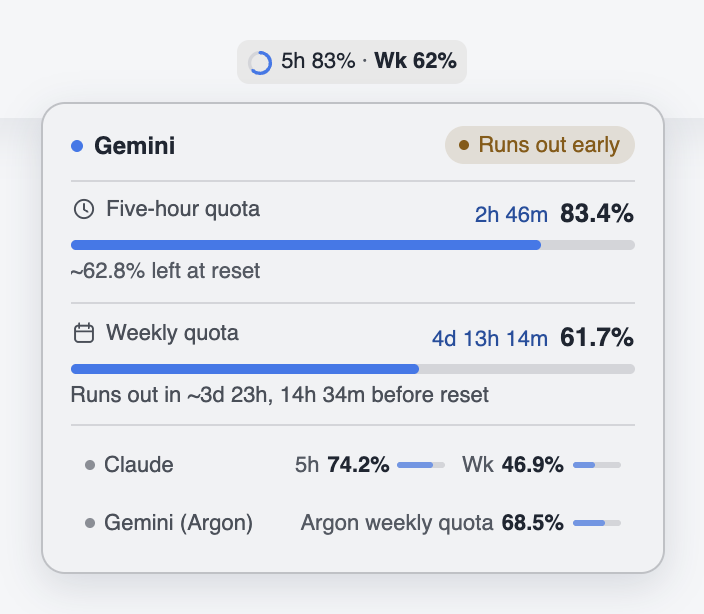 5h 83% · Wk 62%
Gemini
Runs out early
Five-hour quota 2h 46m 83.4%
~62.8% left at reset
Weekly quota 4d 13h 14m 61.7%
Runs out in ~3d 23h, 14h 34m before reset
Claude 5h 74.2% Wk 46.9%
Gemini (Argon) Argon weekly quota 68.5%